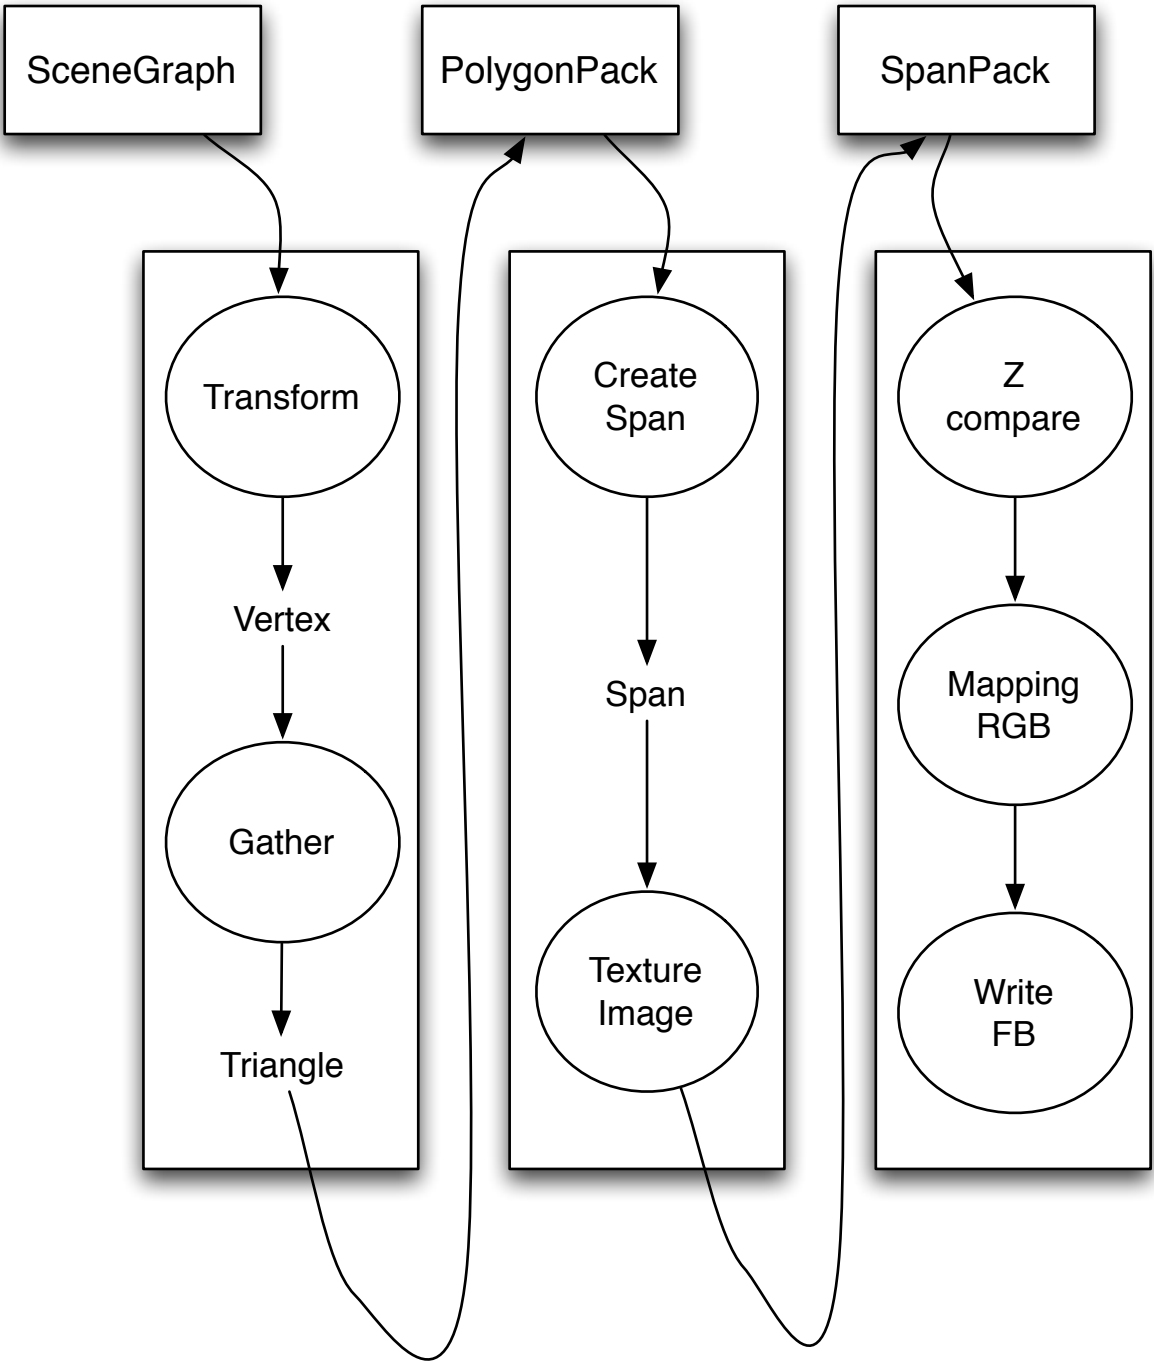 SceneGraph
PolygonPack
SpanPack
Transform
Vertex
Gather
Triangle
Create
Span
Span
Texture
Image
Z
compare
Mapping
RGB
Write
FB